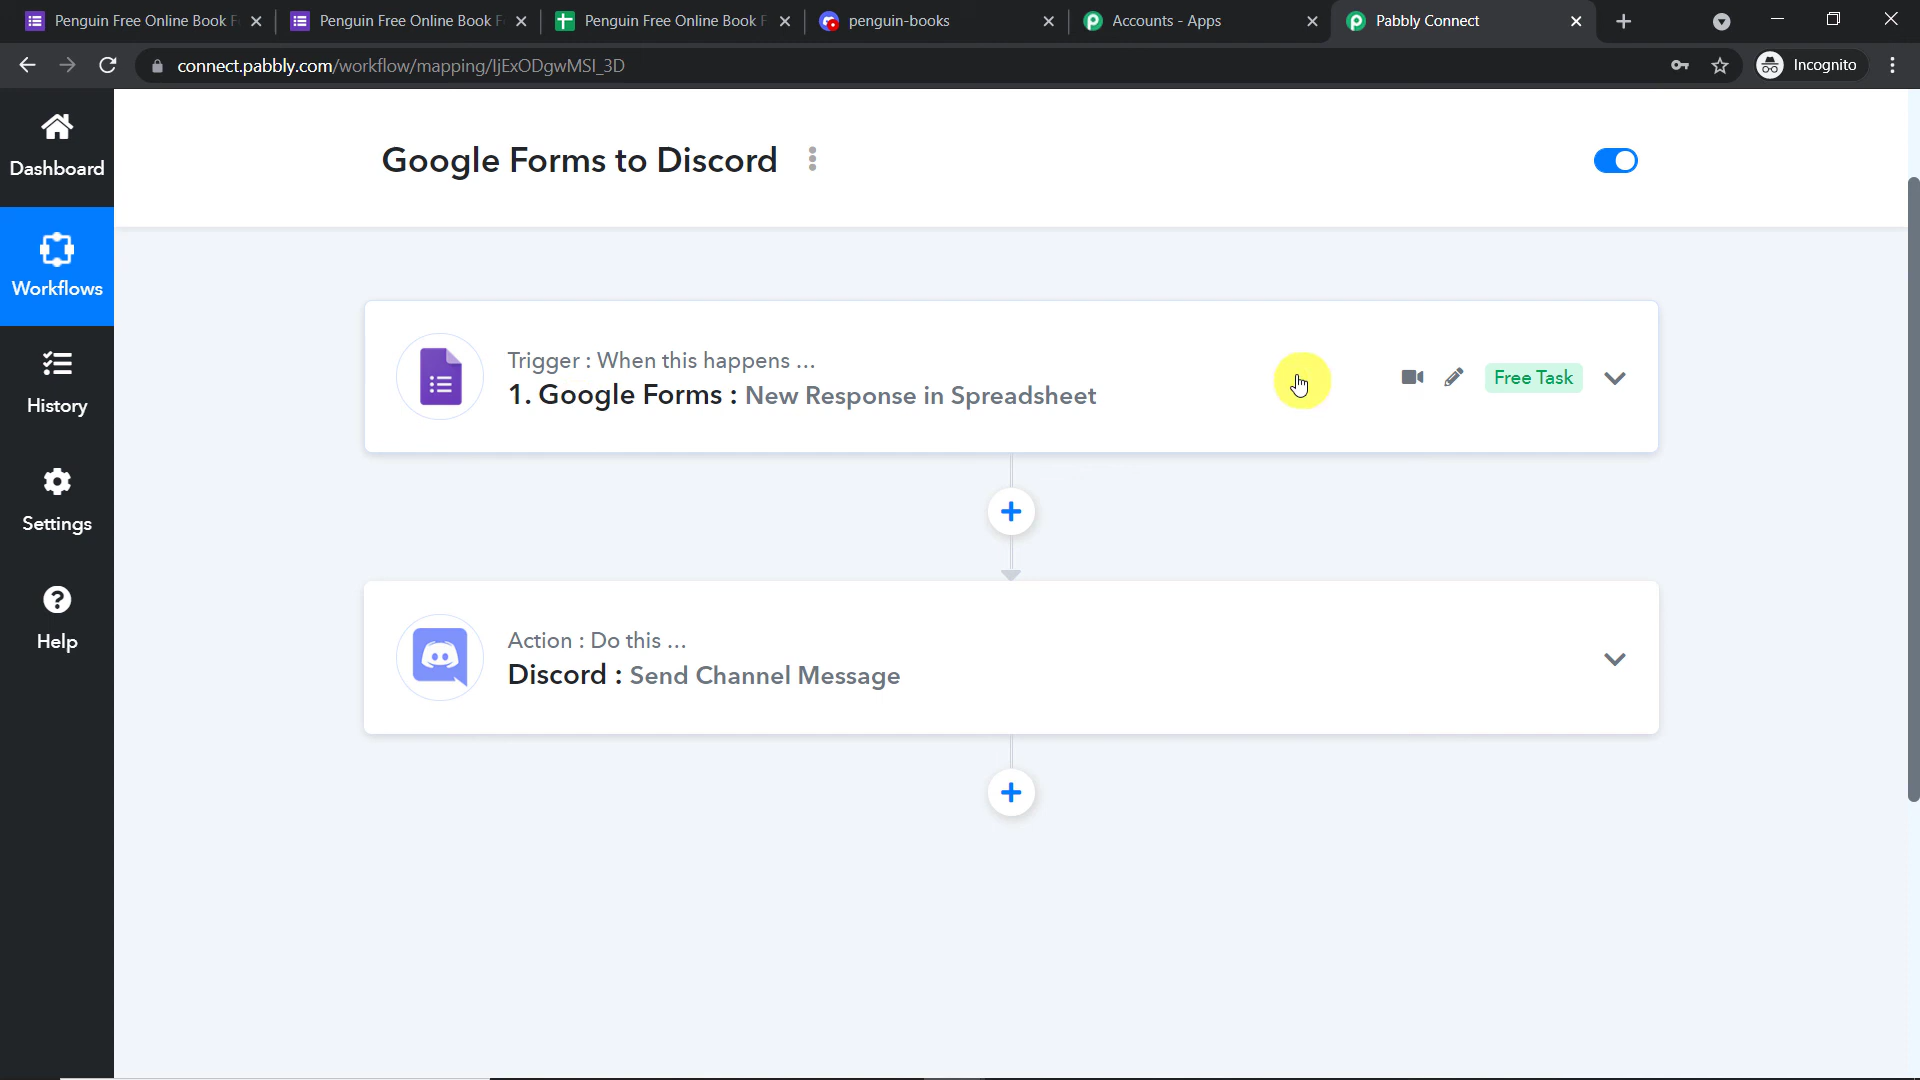 Penguin Free Online Book F
Penguin Free Online Book F
Penguin Free Online Book F
penguin-books
Accounts - Apps
Pabbly Connect
connect.pabbly.com/workflow/mapping/IjExODgwMSI_3D
Incognito
Dashboard
Google Forms to Discord
Workflows
History
Settings
Help
Trigger : When this happens ...
1. Google Forms : New Response in Spreadsheet
Free Task
Action : Do this ...
Discord : Send Channel Message